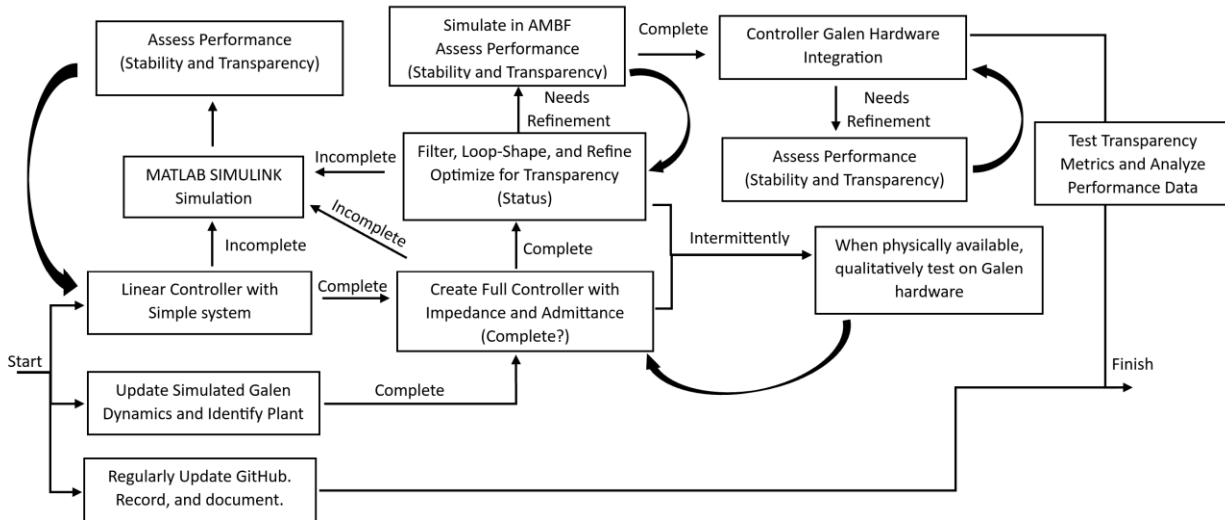 Assess Performance
(Stability and Transparency)
Simulate in AMBF
Assess Performance
(Stability and Transparency)
Complete
Controller Galen Hardware
Integration
Needs
Refinement
Needs
Refinement
Incomplete
MATLAB SIMULINK
Simulation
Filter, Loop-Shape, and Refine
Optimize for Transparency
(Status)
Assess Performance
(Stability and Transparency)
Test Transparency
Metrics and Analyze
Performance Data
Incomplete
Incomplete
Complete
Intermittently
When physically available,
qualitatively test on Galen
hardware
Linear Controller with
Simple system
Complete
Create Full Controller with
Impedance and Admittance
(Complete?)
Start
Finish
Update Simulated Galen
Dynamics and Identify Plant
Complete
Regularly Update GitHub.
Record, and document.